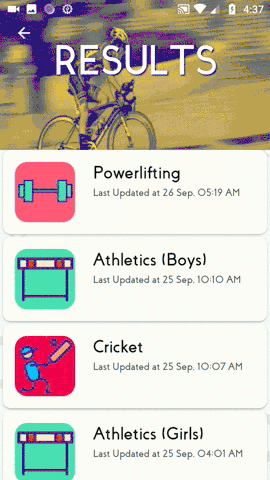 4:37
RESULTS
Powerlifting
Last Updated at 26 Sep. 05:19 AM
Athletics (Boys)
Last Updated at 25 Sep. 10:10 AM
Cricket
Last Updated at 25 Sep. 10:07 AM
Athletics (Girls)
Last Updated at 25 Sep. 04:01 AM